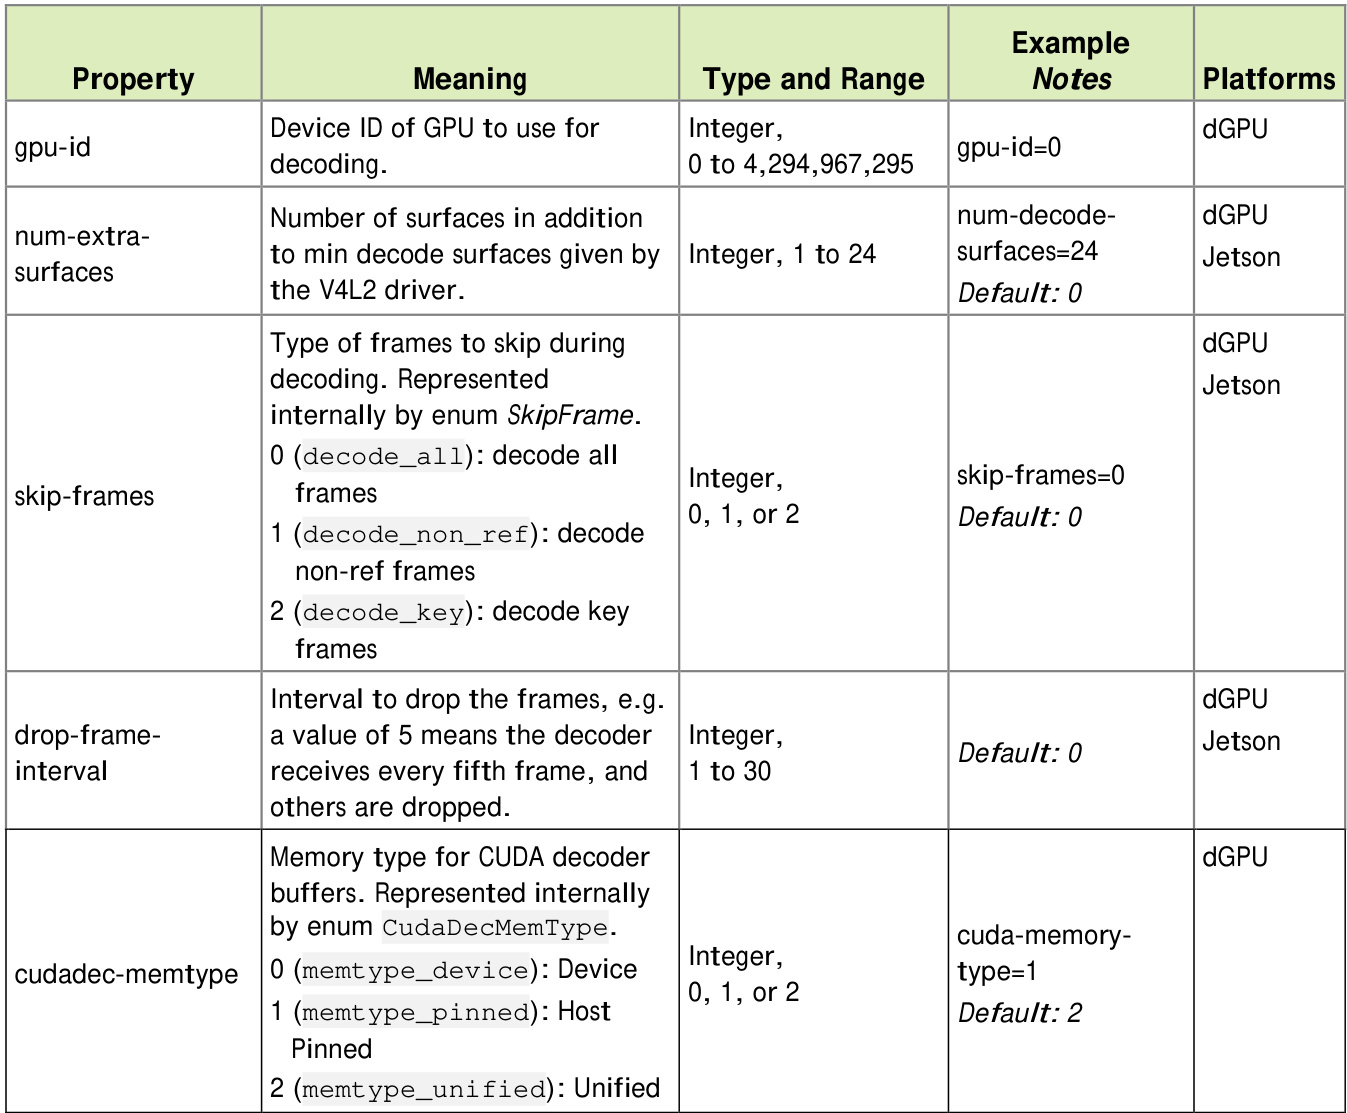 Property
Meaning
Type and Range
Example
Notes
Platforms
gpu-id
Device ID of GPU to use for
decoding.
Integer,
0 to 4,294,967,295
gpu-id=0
dGPU
num-extra-
surfaces
Number of surfaces in addition
to min decode surfaces given by
the V4L2 driver.
Integer, 1 to 24
num-decode-
surfaces=24
Default: 0
dGPU
Jetson
skip-frames
Type of frames to skip during
decoding. Represented
internally by enum SkipFrame.
0 (decode_all): decode all
frames
1 (decode_non_ref): decode
non-ref frames
2 (decode_key): decode key
frames
Integer,
0, 1, or 2
skip-frames=0
Default: 0
dGPU
Jetson
drop-frame-
interval
Interval to drop the frames, e.g.
a value of 5 means the decoder
receives every fifth frame, and
others are dropped.
Integer,
1 to 30
Default: 0
dGPU
Jetson
cudadec-memtype
Memory type for CUDA decoder
buffers. Represented internally
by enum CudaDecMemType.
0 (memtype_device): Device
1 (memtype_pinned): Host
Pinned
2 (memtype_unified): Unified
Integer,
0, 1, or 2
cuda-memory-
type=1
Default: 2
dGPU